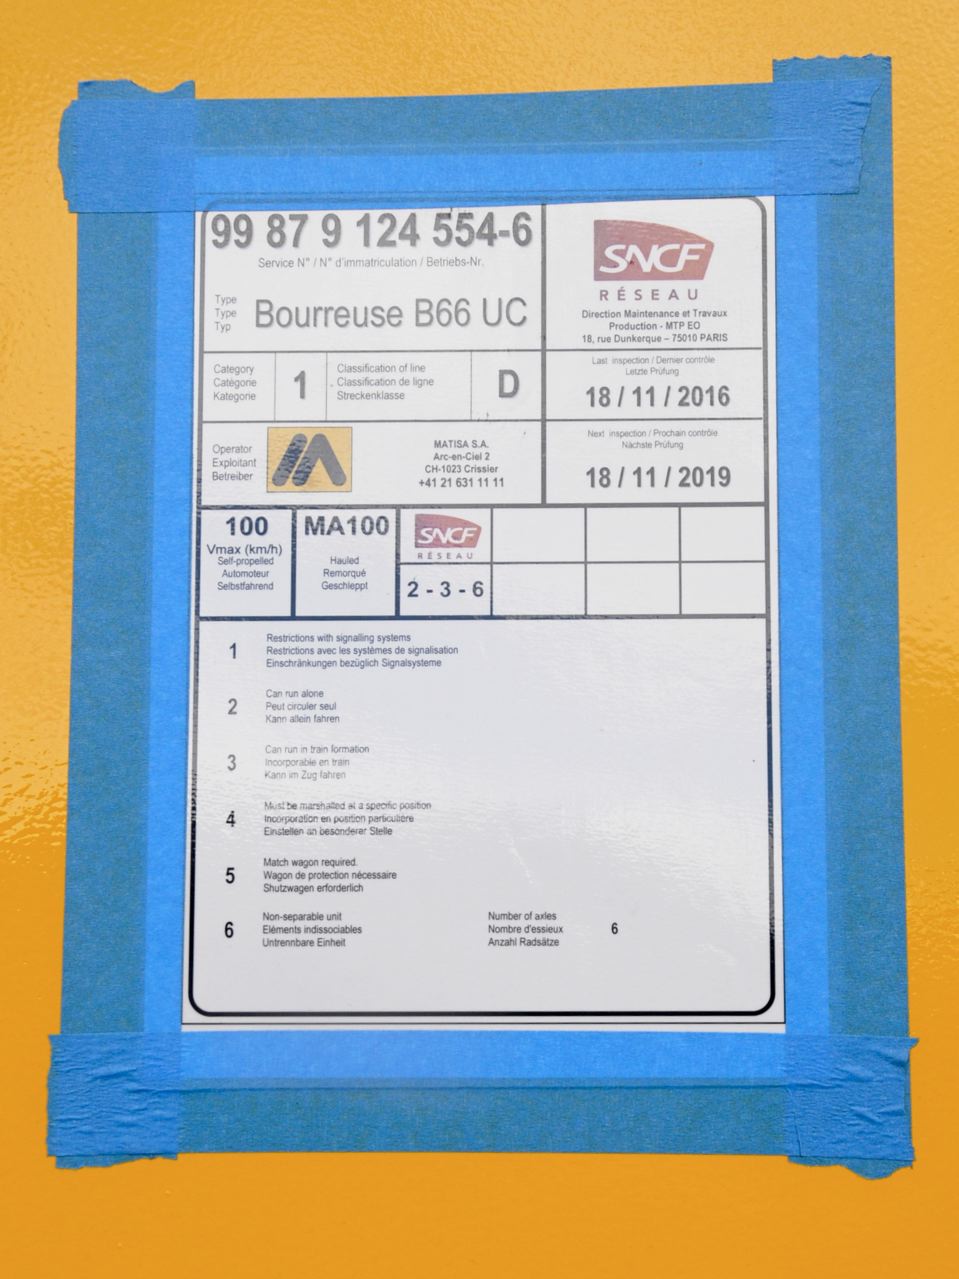 99 87 9 124 554-6
Service N° / N° d'immatriculation / Betriebs-Nr.
Type
Type
Typ
Bourreuse B66 UC
SNCF
RÉSEAU
Direction Maintenance et Travaux
Production - MTP EO
18, rue Dunkerque – 75010 PARIS
Category
Catégorie
Kategorie
1
Classification of line
Classification de ligne
Streckenklasse
D
Last inspection / Dernier contrôle
Letzte Prüfung
18 / 11 / 2016
Operator
Exploitant
Betreiber
MATISA S.A.
Arc-en-Ciel 2
CH-1023 Crissier
+41 21 631 11 11
Next inspection / Prochain contrôle
Nächste Prüfung
18 / 11 / 2019
100
Vmax (km/h)
Self-propelled
Automoteur
Selbstfahrend
MA100
Hauled
Remorqué
Geschleppt
SNCF
RÉSEAU
2 - 3 - 6
1
Restrictions with signalling systems
Restrictions avec les systèmes de signalisation
Einschränkungen bezüglich Signalsysteme
2
Can run alone
Peut circuler seul
Kann allein fahren
3
Can run in train formation
Incorporable en train
Kann im Zug fahren
4
Must be marshalled at a specific position
Incorporation en position particulière
Einstellen an besonderer Stelle
5
Match wagon required.
Wagon de protection nécessaire
Shutzwagen erforderlich
6
Non-separable unit
Eléments indissociables
Untrennbare Einheit
Number of axles
Nombre d'essieux
Anzahl Radsätze
6